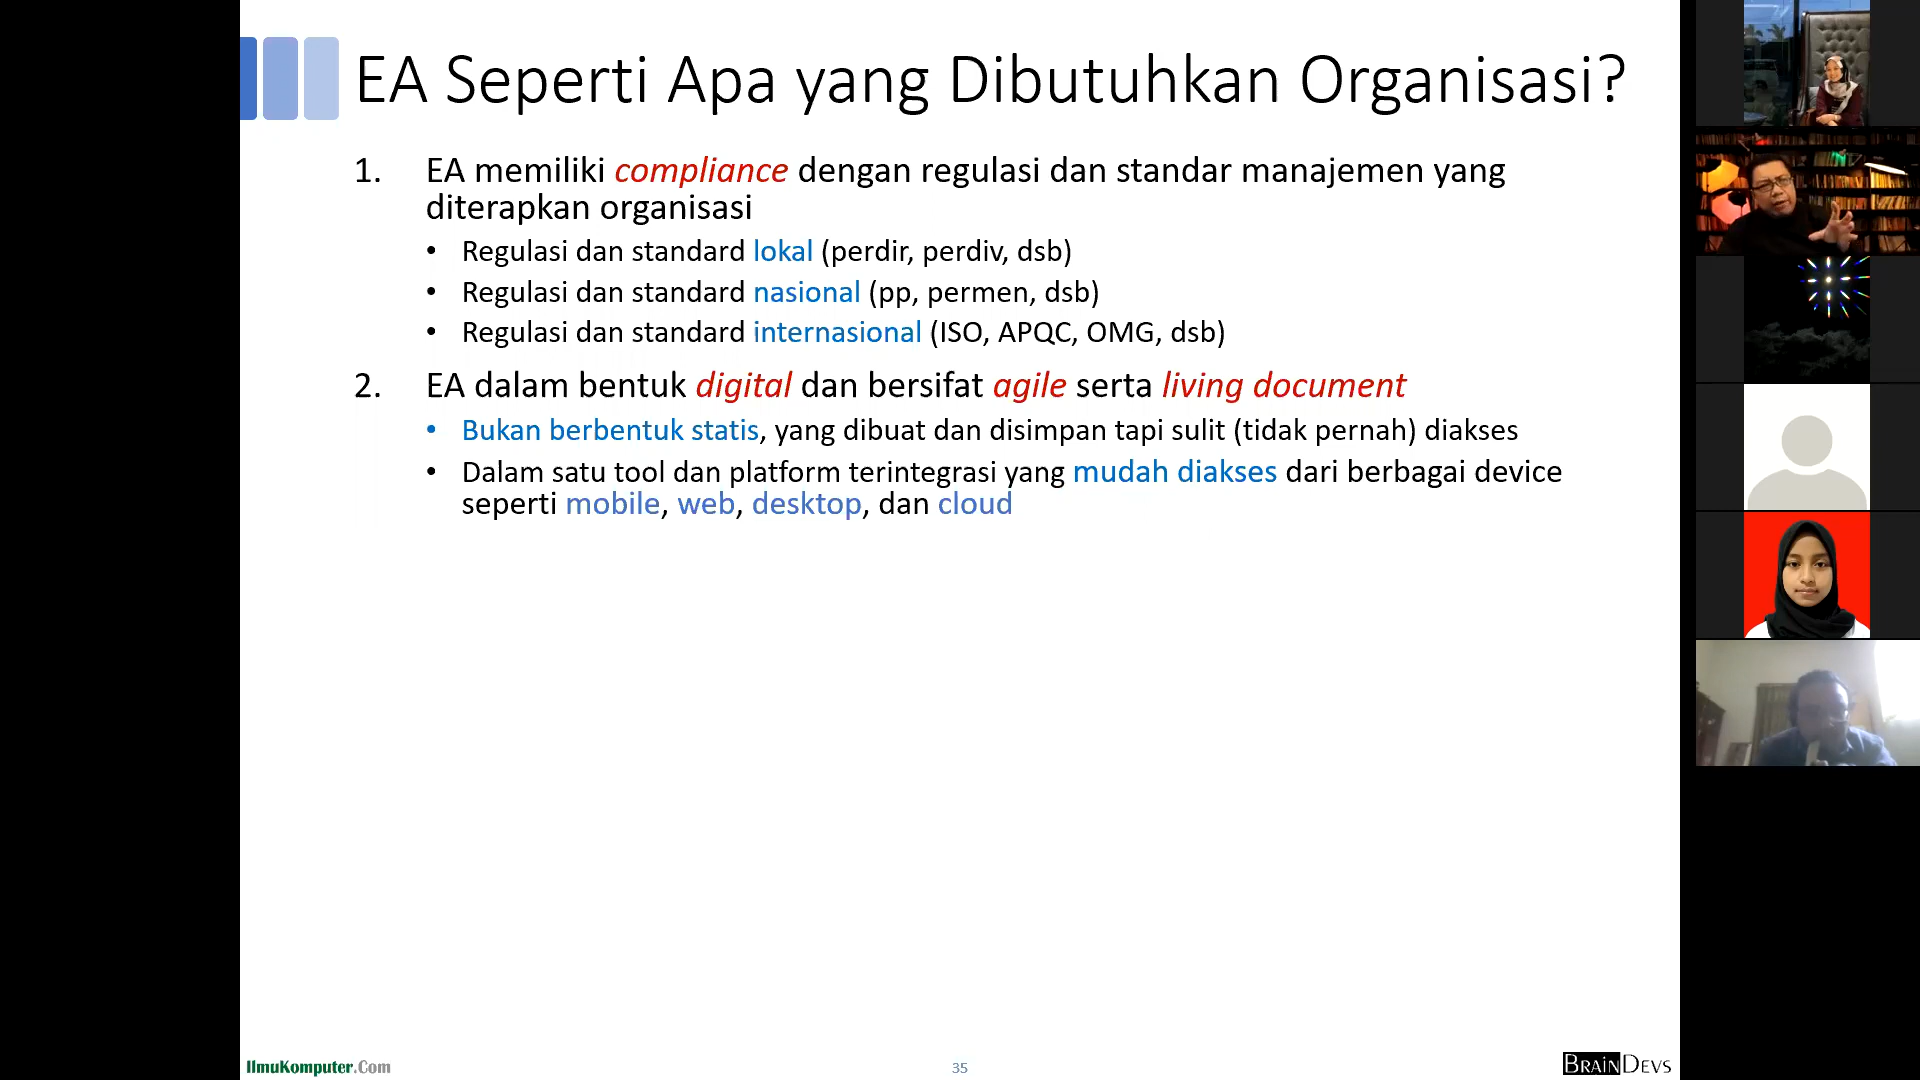 EA Seperti Apa yang Dibutuhkan Organisasi?
1. EA memiliki compliance dengan regulasi dan standar manajemen yang
diterapkan organisasi
• Regulasi dan standard lokal (perdir, perdiv, dsb)
• Regulasi dan standard nasional (pp, permen, dsb)
• Regulasi dan standard internasional (ISO, APQC, OMG, dsb)
2. EA dalam bentuk digital dan bersifat agile serta living document
• Bukan berbentuk statis, yang dibuat dan disimpan tapi sulit (tidak pernah) diakses
• Dalam satu tool dan platform terintegrasi yang mudah diakses dari berbagai device
seperti mobile, web, desktop, dan cloud
IlmuKomputer.Com
35
BRAINDEVS